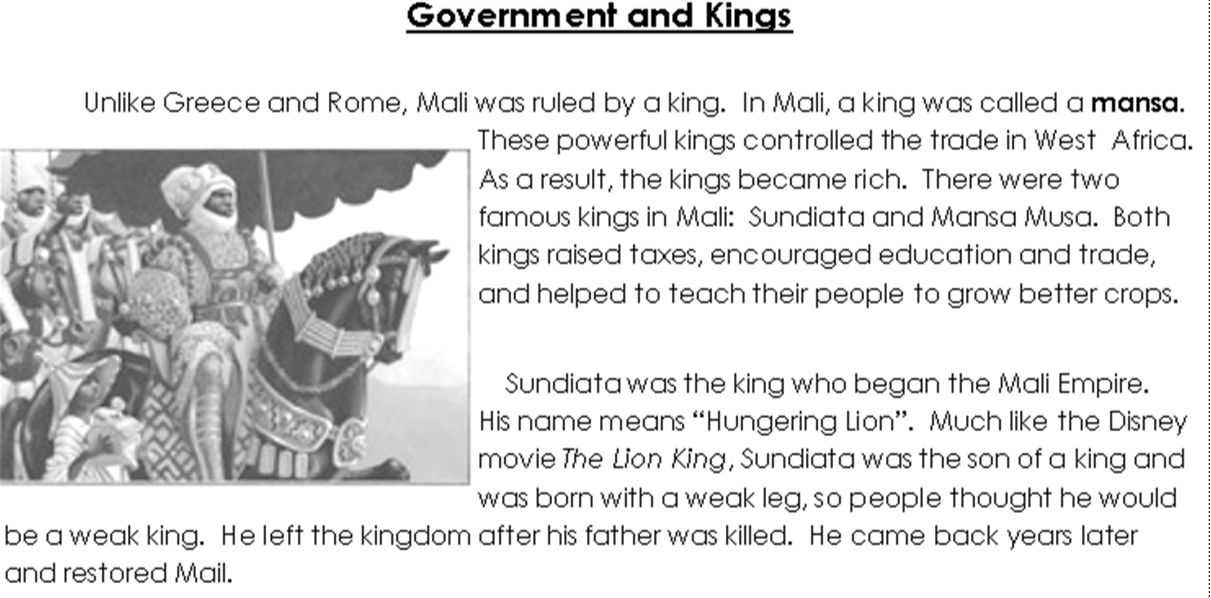 Government and Kings
Unlike Greece and Rome, Mali was ruled by a king. In Mali, a king was called a mansa.
These powerful kings controlled the trade in West Africa.
As a result, the kings became rich. There were two
famous kings in Mali: Sundiata and Mansa Musa. Both
kings raised taxes, encouraged education and trade,
and helped to teach their people to grow better crops.
Sundiata was the king who began the Mali Empire.
His name means “Hungering Lion”. Much like the Disney
movie The Lion King, Sundiata was the son of a king and
was born with a weak leg, so people thought he would
be a weak king. He left the kingdom after his father was killed. He came back years later
and restored Mail.